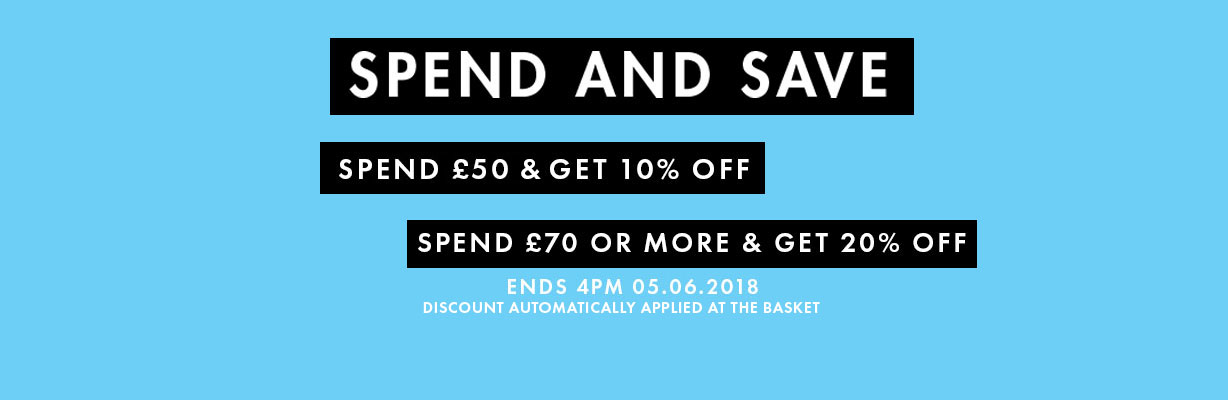 SPEND AND SAVE
SPEND £50 & GET 10% OFF
SPEND £70 OR MORE & GET 20% OFF
ENDS 4PM 05.06.2018
DISCOUNT AUTOMATICALLY APPLIED AT THE BASKET